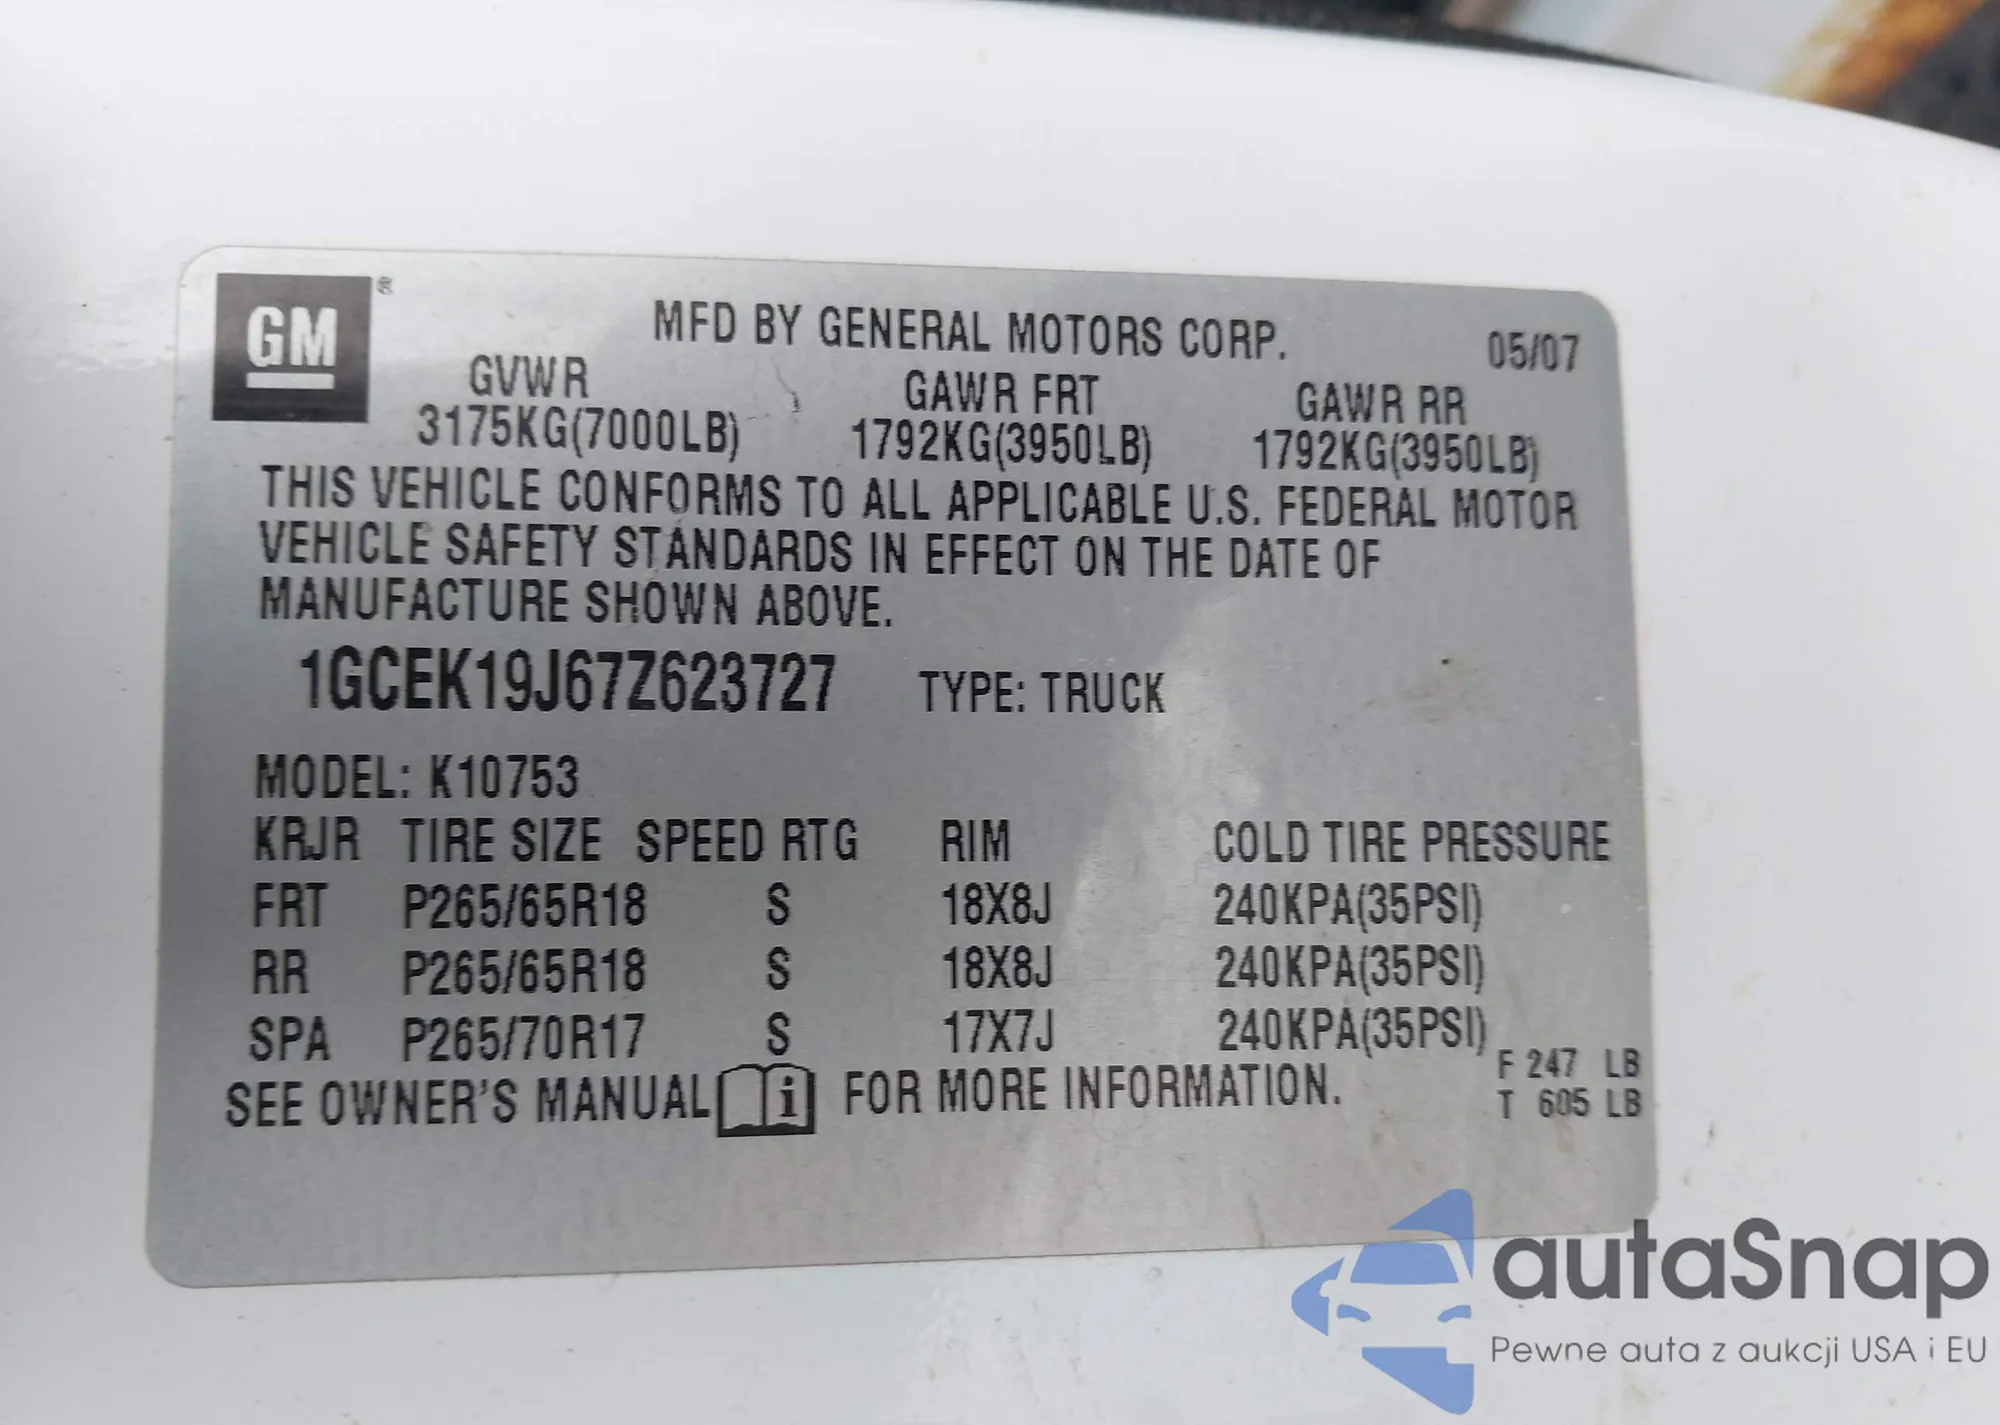 GM ®
MFD BY GENERAL MOTORS CORP. 05/07
GVWR GAWR FRT GAWR RR
3175KG(7000LB) 1792KG(3950LB) 1792KG(3950LB)
THIS VEHICLE CONFORMS TO ALL APPLICABLE U.S. FEDERAL MOTOR
VEHICLE SAFETY STANDARDS IN EFFECT ON THE DATE OF
MANUFACTURE SHOWN ABOVE.
1GCEK19J67Z623727 TYPE: TRUCK
MODEL: K10753
KRJR TIRE SIZE SPEED RTG RIM COLD TIRE PRESSURE
FRT P265/65R18 S 18X8J 240KPA(35PSI)
RR P265/65R18 S 18X8J 240KPA(35PSI)
SPA P265/70R17 S 17X7J 240KPA(35PSI)
F 247 LB
SEE OWNER'S MANUAL i FOR MORE INFORMATION.
T 605 LB
autaSnap
Pewne auta z aukcji USA i EU